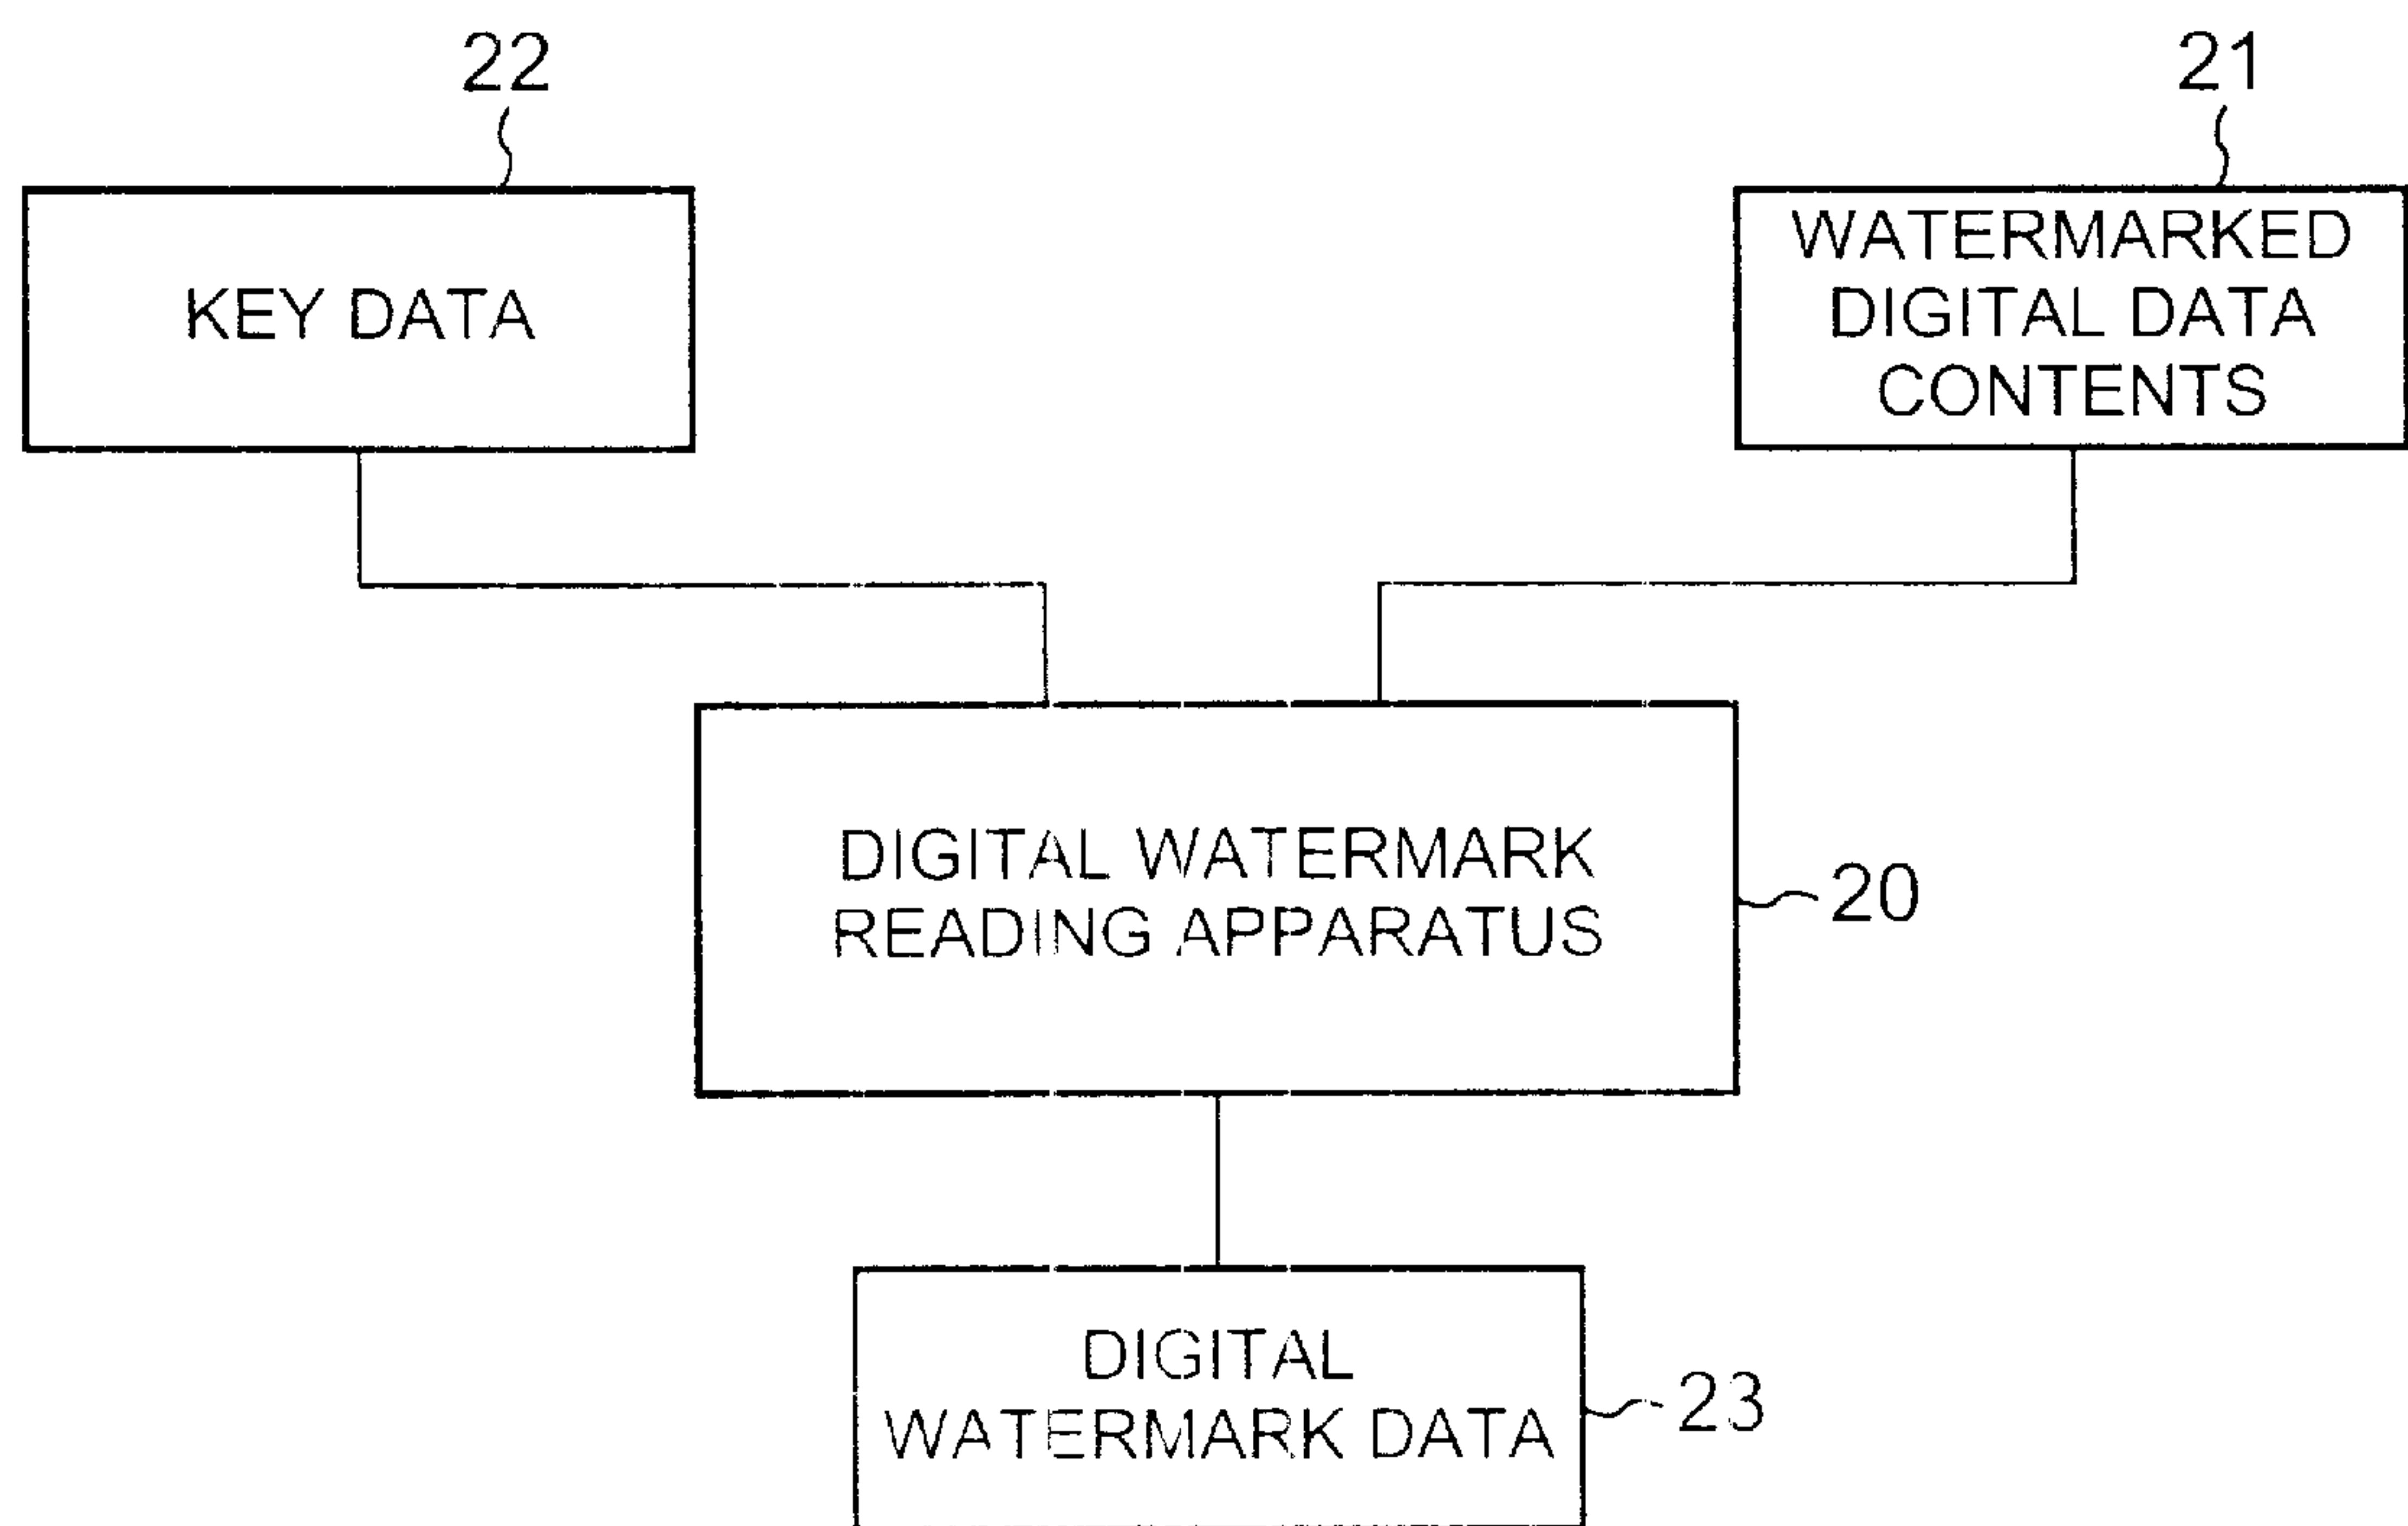 22
21
KEY DATA
WATERMARKED
DIGITAL DATA
CONTENTS
DIGITAL WATERMARK
READING APPARATUS
20
DIGITAL
WATERMARK DATA
23